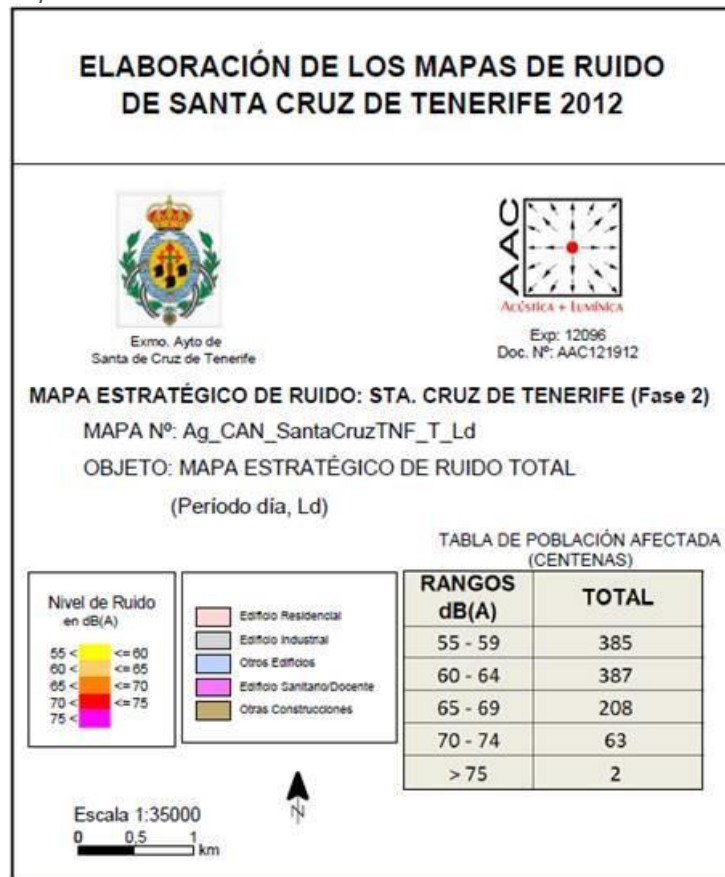 ELABORACIÓN DE LOS MAPAS DE RUIDO
DE SANTA CRUZ DE TENERIFE 2012
Exmo. Ayto de
Santa de Cruz de Tenerife
AAC
ACÚSTICA + LUMÍNICA
Exp: 12096
Doc. Nº: AAC121912
MAPA ESTRATÉGICO DE RUIDO: STA. CRUZ DE TENERIFE (Fase 2)
MAPA Nº: Ag_CAN_SantaCruzTNF_T_Ld
OBJETO: MAPA ESTRATÉGICO DE RUIDO TOTAL
(Período día, Ld)
Nivel de Ruido
en dB(A)
55 < <= 60
60 < <= 65
65 < <= 70
70 < <= 75
75 <
Edificio Residencial
Edificio Industrial
Otros Edificios
Edificio Sanitario/Docente
Otras Construcciones
TABLA DE POBLACIÓN AFECTADA
(CENTENAS)
RANGOS dB(A) TOTAL
55 - 59 385
60 - 64 387
65 - 69 208
70 - 74 63
> 75 2
N
Escala 1:35000
0 0,5 1
km